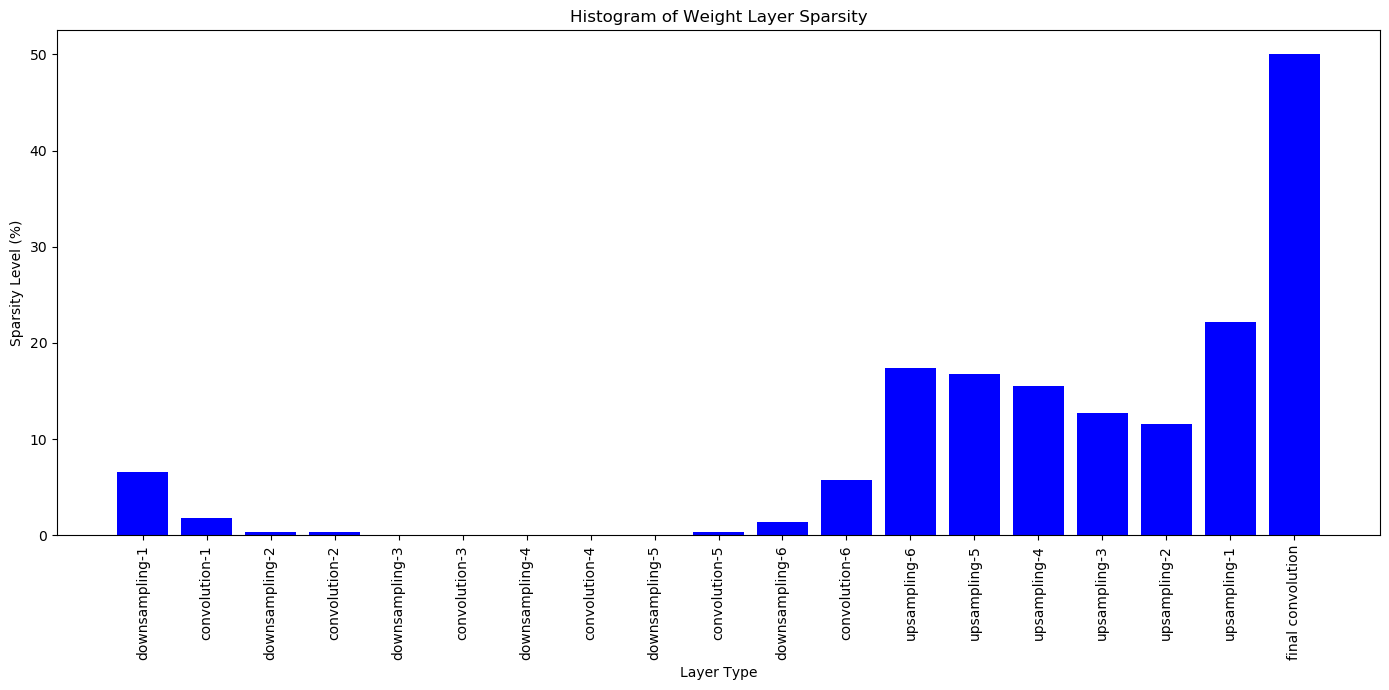 Histogram of Weight Layer Sparsity
Sparsity Level (%)
50
40
30
20
10
0
downsampling-1
convolution-1
downsampling-2
convolution-2
downsampling-3
convolution-3
downsampling-4
convolution-4
downsampling-5
convolution-5
downsampling-6
convolution-6
upsampling-6
upsampling-5
upsampling-4
upsampling-3
upsampling-2
upsampling-1
final convolution
Layer Type